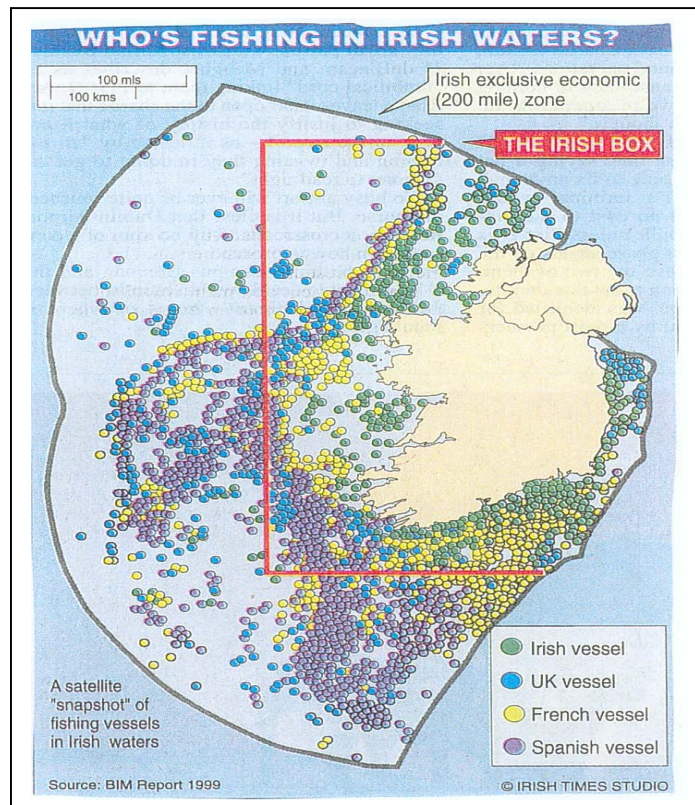 WHO'S FISHING IN IRISH WATERS?
100 mls
100 kms
Irish exclusive economic
(200 mile) zone
THE IRISH BOX
A satellite
"snapshot" of
fishing vessels
in Irish waters
Irish vessel
UK vessel
French vessel
Spanish vessel
Source: BIM Report 1999
© IRISH TIMES STUDIO